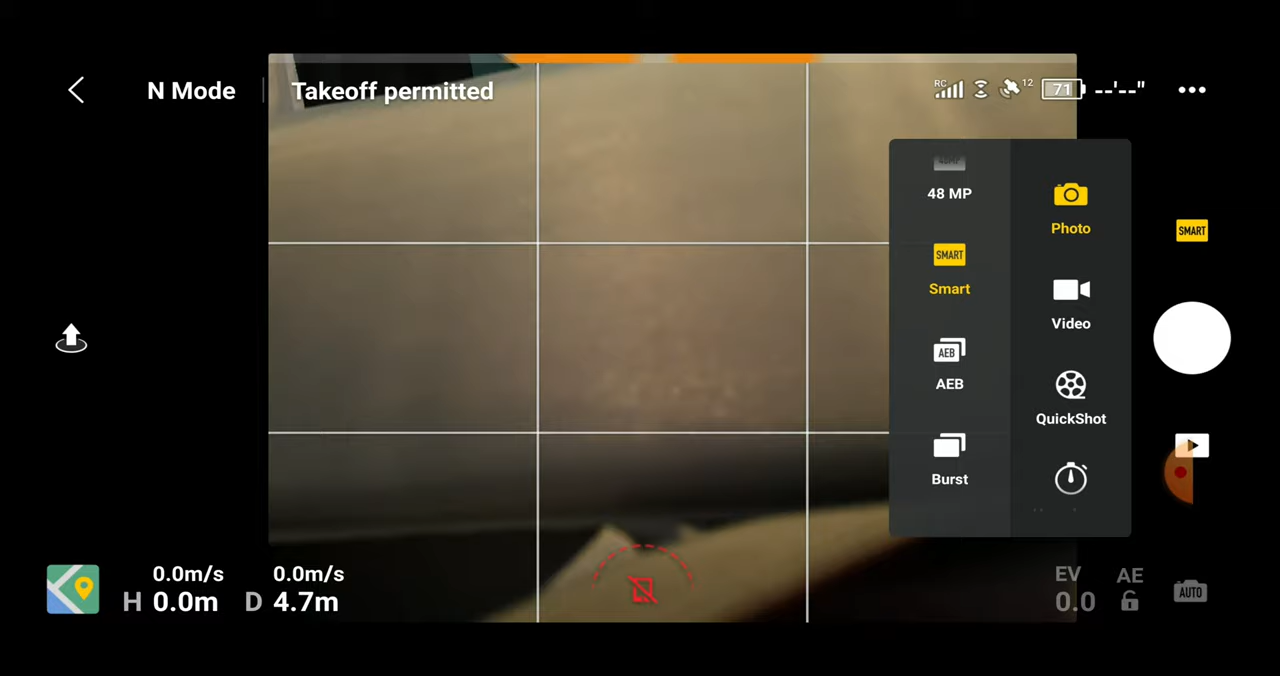 N Mode
Takeoff permitted
RC
12
71
--'--"
48MP
48 MP
Photo
SMART
SMART
Smart
Video
AEB
AEB
QuickShot
Burst
0.0m/s 0.0m/s
H 0.0m D 4.7m
EV
0.0
AE
AUTO